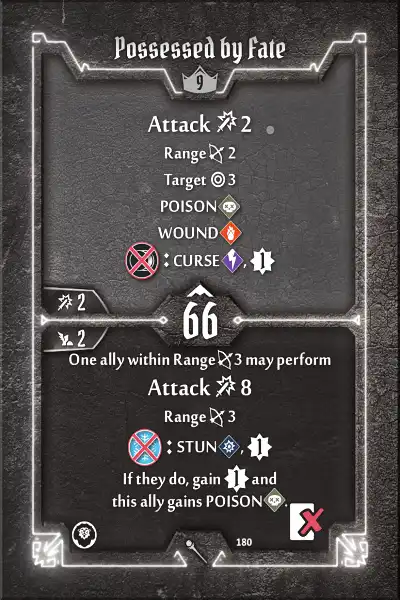 Possessed by Fate
9
Attack 2
Range 2
Target 3
POISON
WOUND
: CURSE , 1
2
66
2
One ally within Range 3 may perform
Attack 8
Range 3
: STUN , 1
If they do, gain 1 and
this ally gains POISON .
180